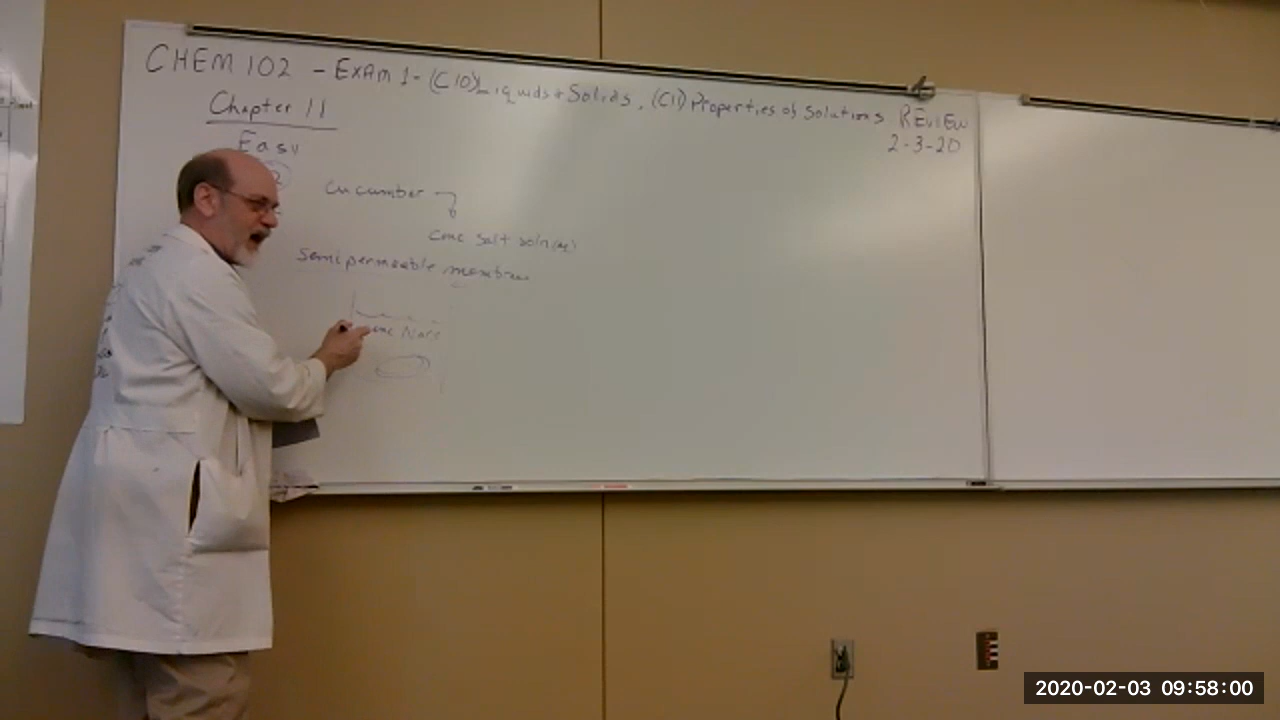 CHEM 102 - EXAM 1 - (C10) Liquids + Solids, (C11) Properties of Solutions REVIEW
2-3-20
Chapter 11
Easy
2
Cucumber
Conc Salt soln(aq)
Semipermeable membrane
conc NaCl
2020-02-03 09:58:00